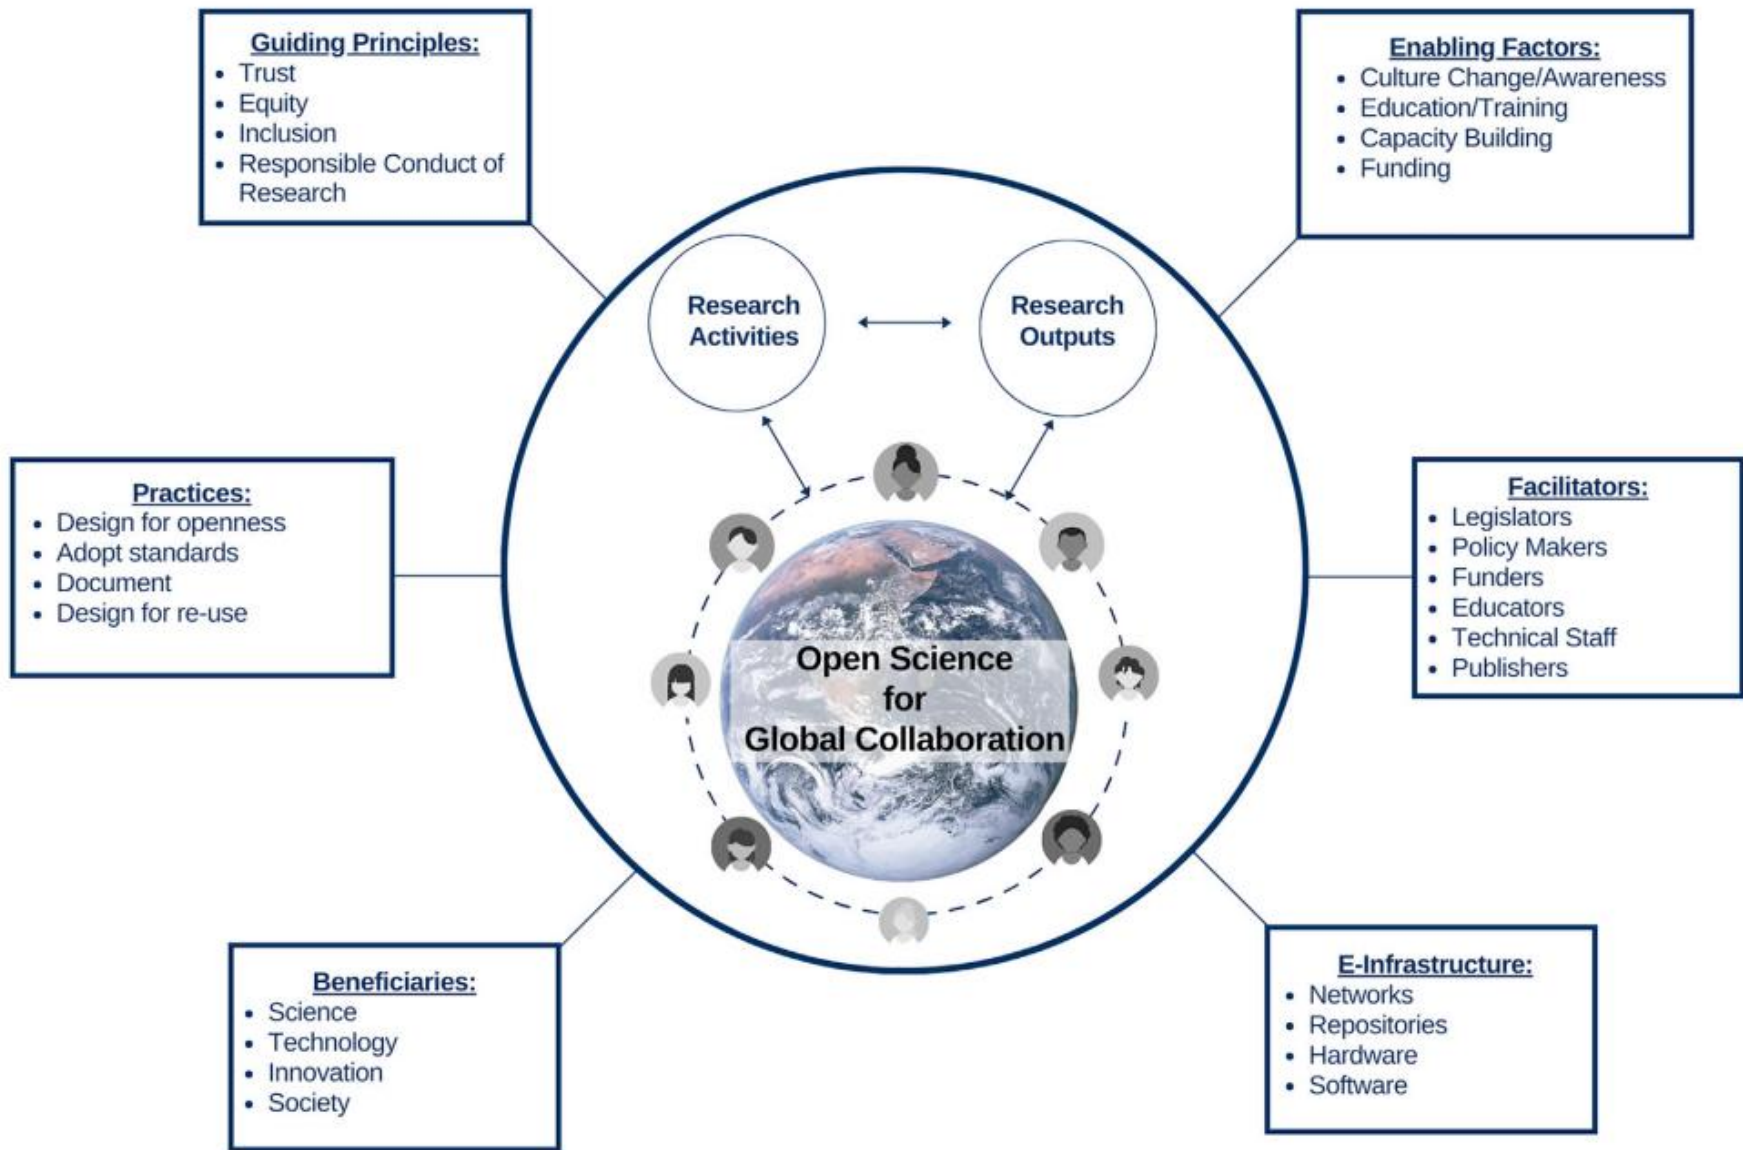 Guiding Principles:
• Trust
• Equity
• Inclusion
• Responsible Conduct of
Research
Enabling Factors:
• Culture Change/Awareness
• Education/Training
• Capacity Building
• Funding
Research
Activities
Research
Outputs
Practices:
• Design for openness
• Adopt standards
• Document
• Design for re-use
Facilitators:
• Legislators
• Policy Makers
• Funders
• Educators
• Technical Staff
• Publishers
Open Science
for
Global Collaboration
Beneficiaries:
• Science
• Technology
• Innovation
• Society
E-Infrastructure:
• Networks
• Repositories
• Hardware
• Software